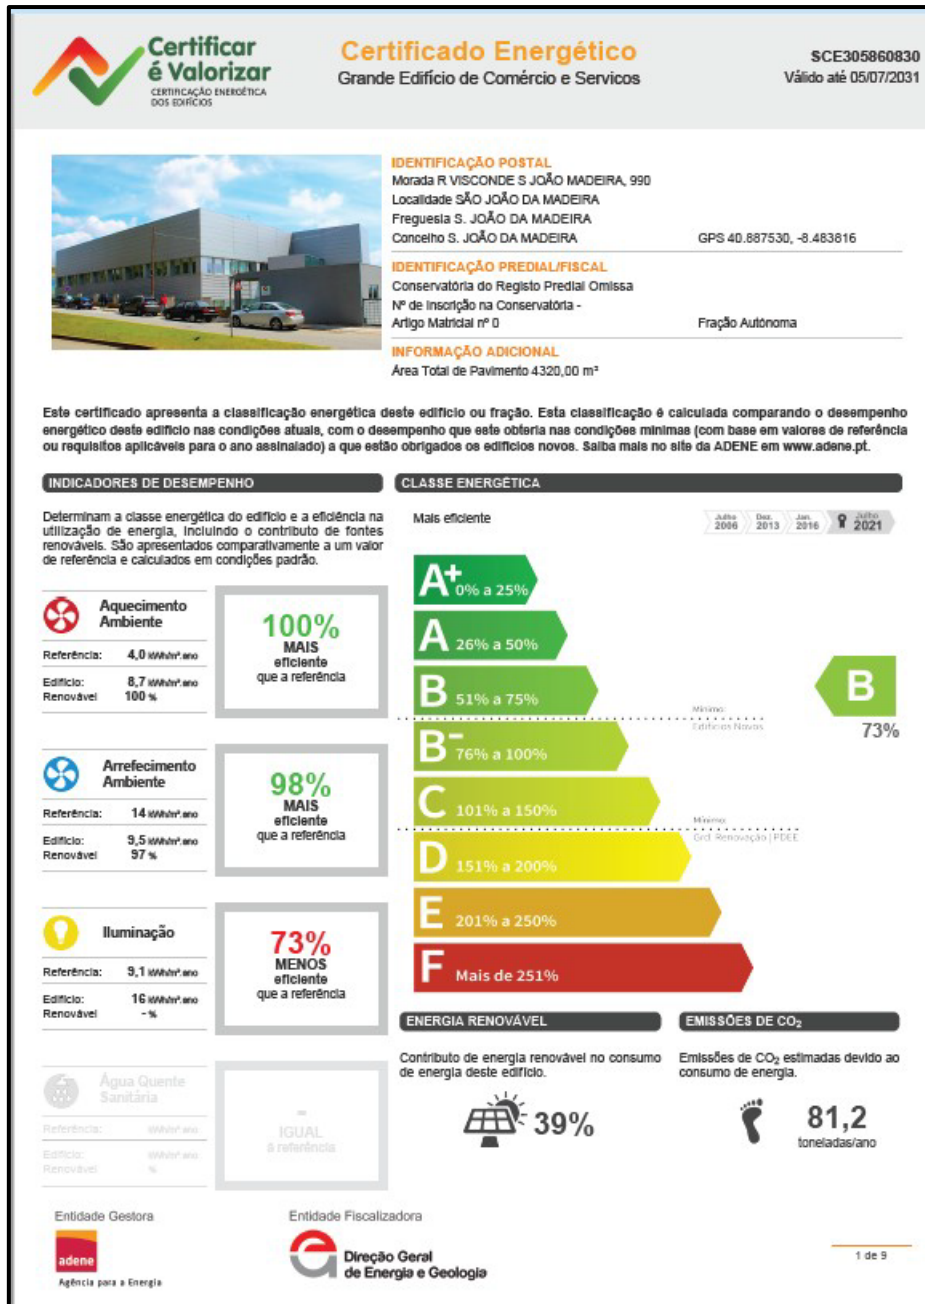 Certificar
é Valorizar
CERTIFICAÇÃO ENERGÉTICA
DOS EDIFÍCIOS
Certificado Energético
Grande Edifício de Comércio e Servicos
SCE305860830
Válido até 05/07/2031
IDENTIFICAÇÃO POSTAL
Morada R VISCONDE S JOÃO MADEIRA, 990
Localidade SÃO JOÃO DA MADEIRA
Freguesia S. JOÃO DA MADEIRA
Concelho S. JOÃO DA MADEIRA
GPS 40.887530, -8.483816
IDENTIFICAÇÃO PREDIAL/FISCAL
Conservatória do Registo Predial Omissa
Nº de Inscrição na Conservatória -
Artigo Matricial nº 0
Fração Autónoma
INFORMAÇÃO ADICIONAL
Área Total de Pavimento 4320,00 m²
Este certificado apresenta a classificação energética deste edifício ou fração. Esta classificação é calculada comparando o desempenho
energético deste edifício nas condições atuais, com o desempenho que este obteria nas condições mínimas (com base em valores de referência
ou requisitos aplicáveis para o ano assinalado) a que estão obrigados os edifícios novos. Saiba mais no site da ADENE em www.adene.pt.
INDICADORES DE DESEMPENHO
Determinam a classe energética do edifício e a eficiência na
utilização de energia, incluindo o contributo de fontes
renováveis. São apresentados comparativamente a um valor
de referência e calculados em condições padrão.
Aquecimento
Ambiente
Referência: 4,0 kWh/m².ano
Edifício: 8,7 kWh/m².ano
Renovável 100 %
100%
MAIS
eficiente
que a referência
Arrefecimento
Ambiente
Referência: 14 kWh/m².ano
Edifício: 9,5 kWh/m².ano
Renovável 97 %
98%
MAIS
eficiente
que a referência
Iluminação
Referência: 9,1 kWh/m².ano
Edifício: 16 kWh/m².ano
Renovável - %
73%
MENOS
eficiente
que a referência
Água Quente
Sanitária
Referência: kWh/m².ano
Edifício: kWh/m².ano
Renovável %
-
IGUAL
à referência
CLASSE ENERGÉTICA
Mais eficiente
Julho 2006
Dez. 2013
Jan. 2016
Julho 2021
A+ 0% a 25%
A 26% a 50%
B 51% a 75%
Mínimo:
Edifícios Novos
B- 76% a 100%
C 101% a 150%
Mínimo:
Grd. Renovação | PDEE
D 151% a 200%
E 201% a 250%
F Mais de 251%
B
73%
ENERGIA RENOVÁVEL
Contributo de energia renovável no consumo
de energia deste edifício.
39%
EMISSÕES DE CO₂
Emissões de CO₂ estimadas devido ao
consumo de energia.
81,2
toneladas/ano
Entidade Gestora
adene
Agência para a Energia
Entidade Fiscalizadora
Direção Geral
de Energia e Geologia
1 de 9